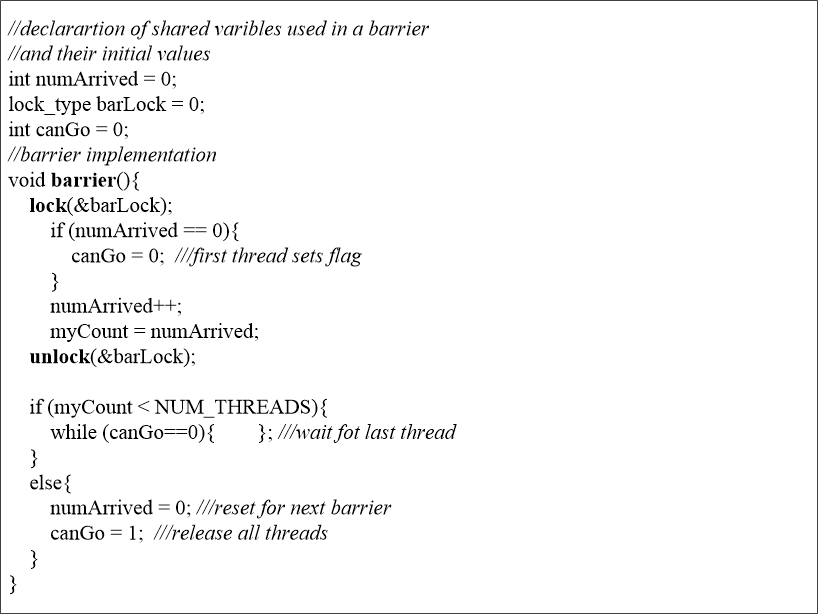 //declarartion of shared varibles used in a barrier
//and their initial values
int numArrived = 0;
lock_type barLock = 0;
int canGo = 0;
//barrier implementation
void barrier(){
lock(&barLock);
if (numArrived == 0){
canGo = 0; ///first thread sets flag
}
numArrived++;
myCount = numArrived;
unlock(&barLock);
if (myCount < NUM_THREADS){
while (canGo==0){ }; ///wait fot last thread
}
else{
numArrived = 0; ///reset for next barrier
canGo = 1; ///release all threads
}
}